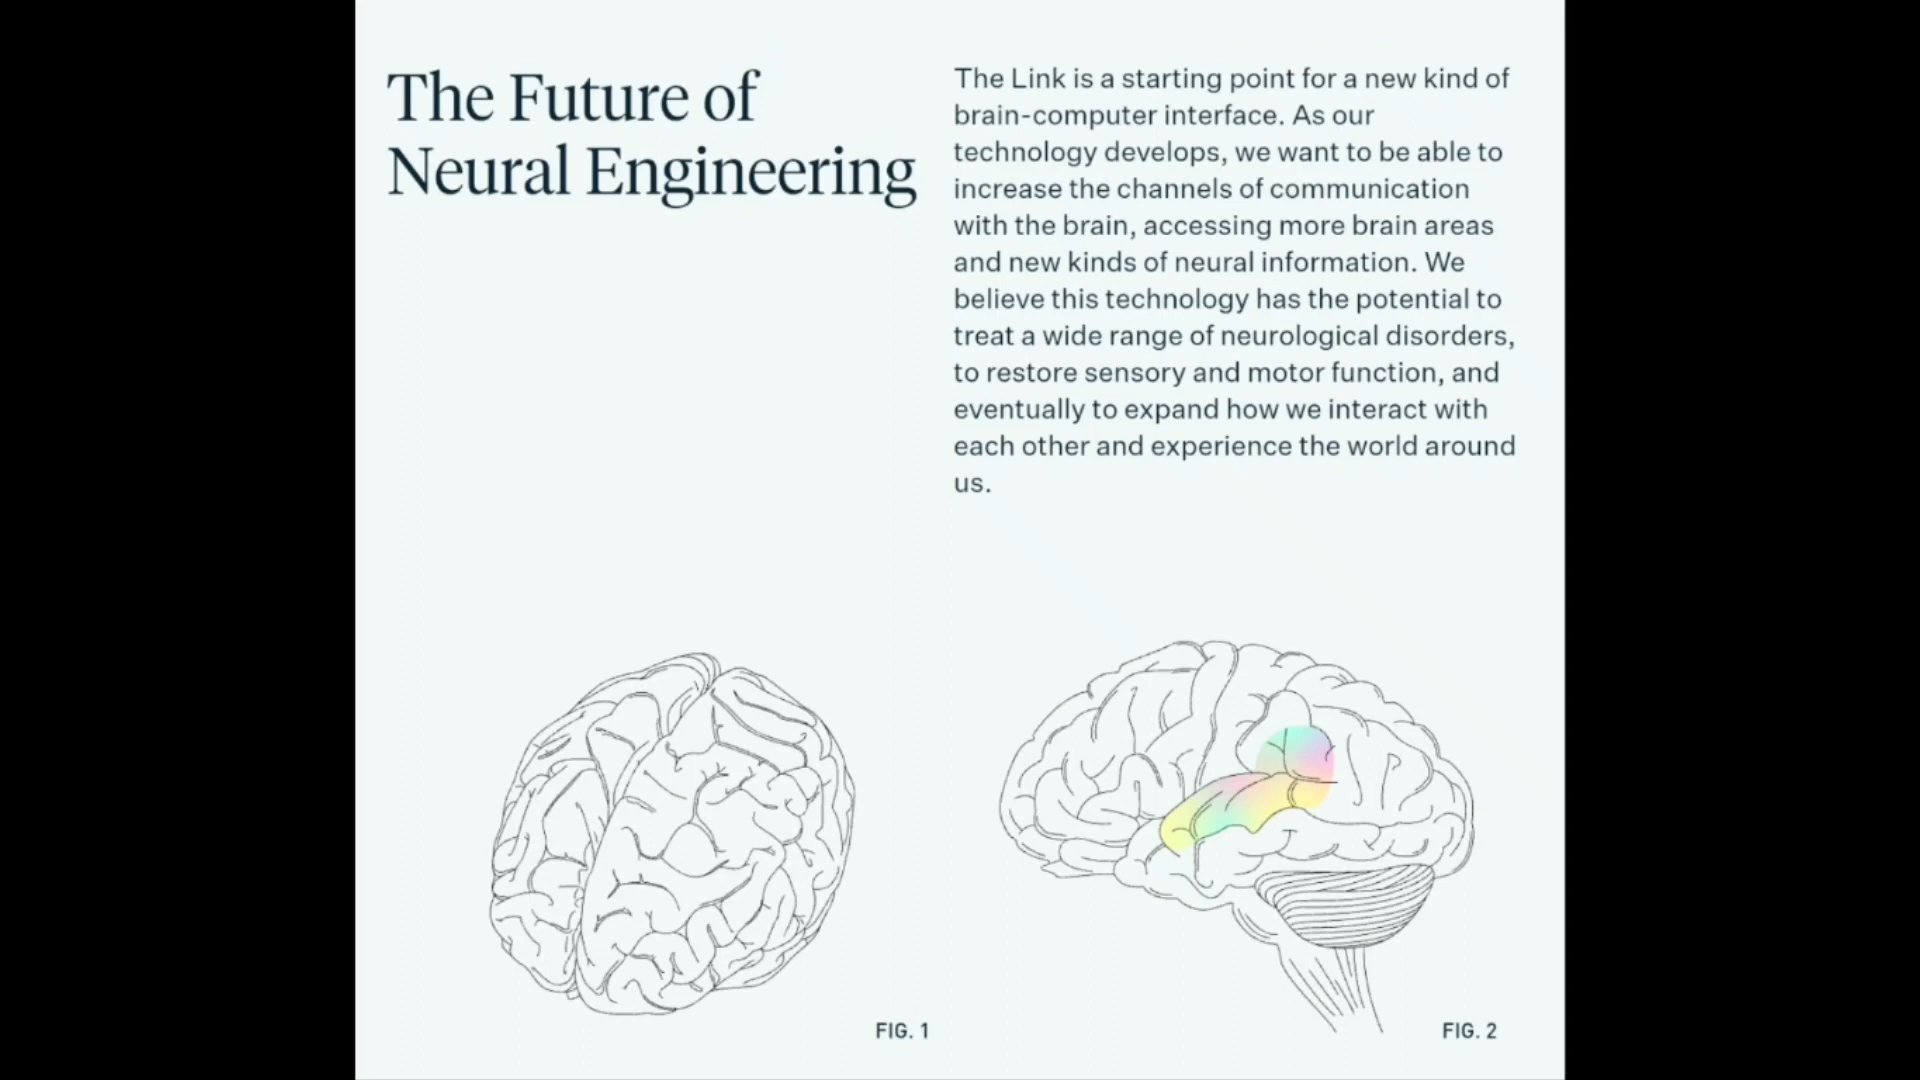 The Future of
Neural Engineering
The Link is a starting point for a new kind of
brain-computer interface. As our
technology develops, we want to be able to
increase the channels of communication
with the brain, accessing more brain areas
and new kinds of neural information. We
believe this technology has the potential to
treat a wide range of neurological disorders,
to restore sensory and motor function, and
eventually to expand how we interact with
each other and experience the world around
us.
FIG. 1
FIG. 2